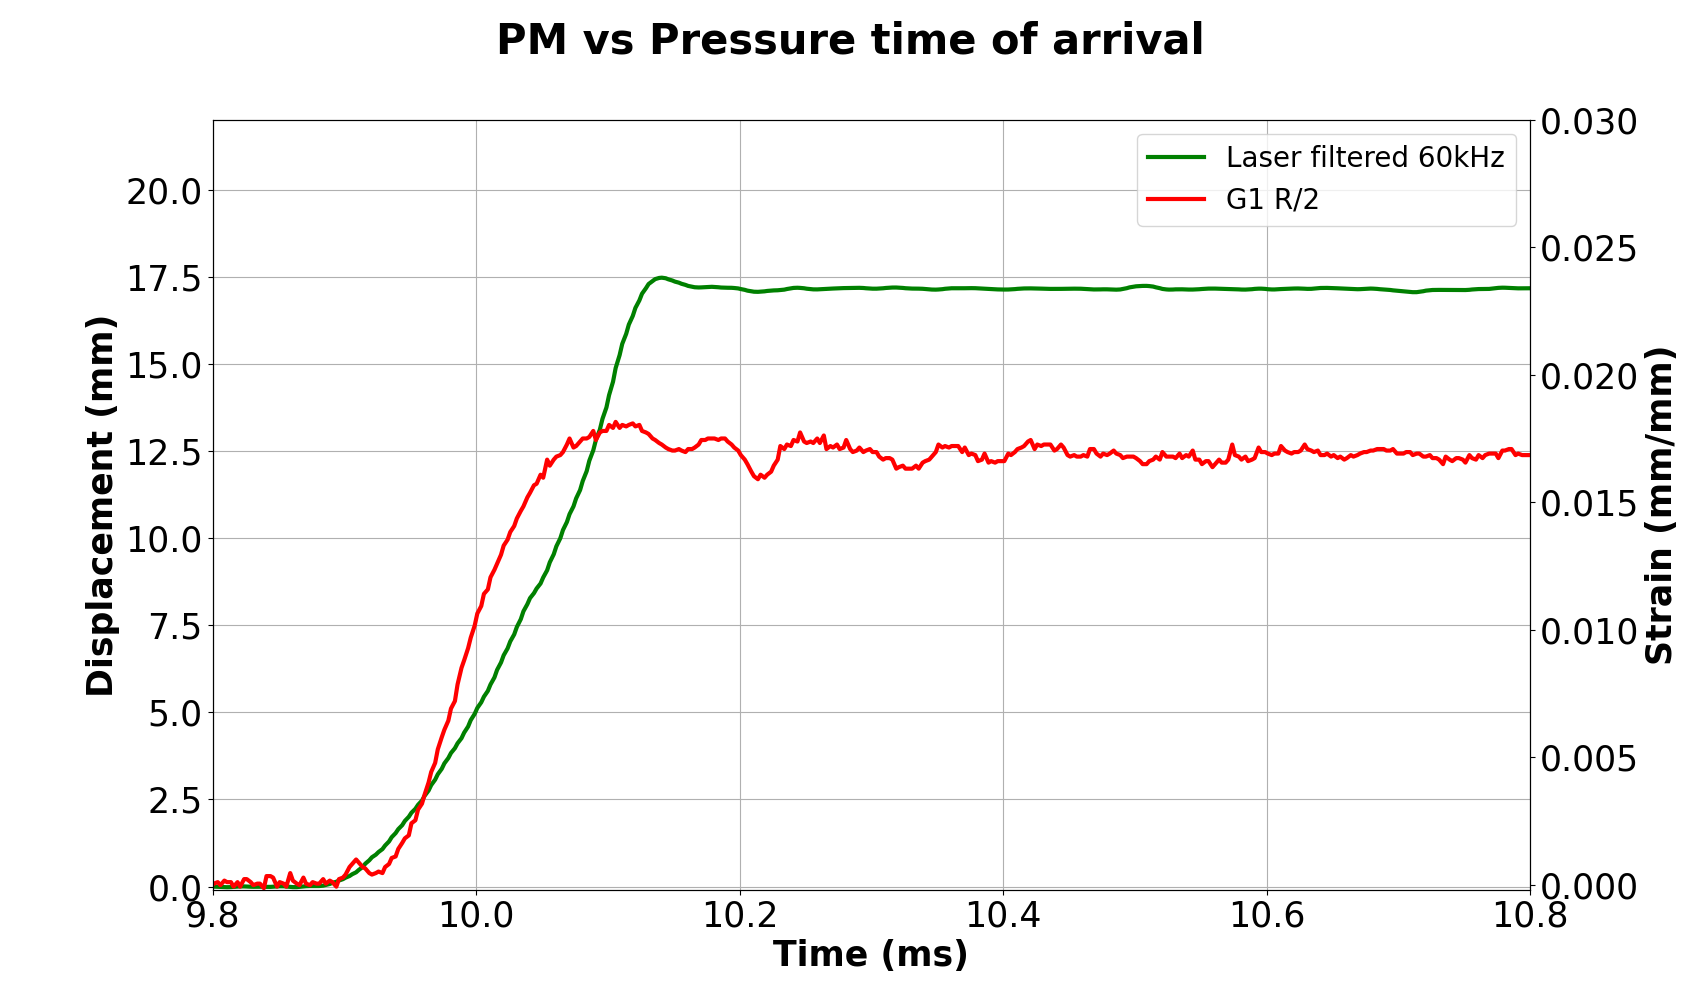 PM vs Pressure time of arrival
Laser filtered 60kHz
G1 R/2
Displacement (mm)
20.0
17.5
15.0
12.5
10.0
7.5
5.0
2.5
0.0
0.030
0.025
0.020
0.015
0.010
0.005
0.000
Strain (mm/mm)
9.8 10.0 10.2 10.4 10.6 10.8
Time (ms)